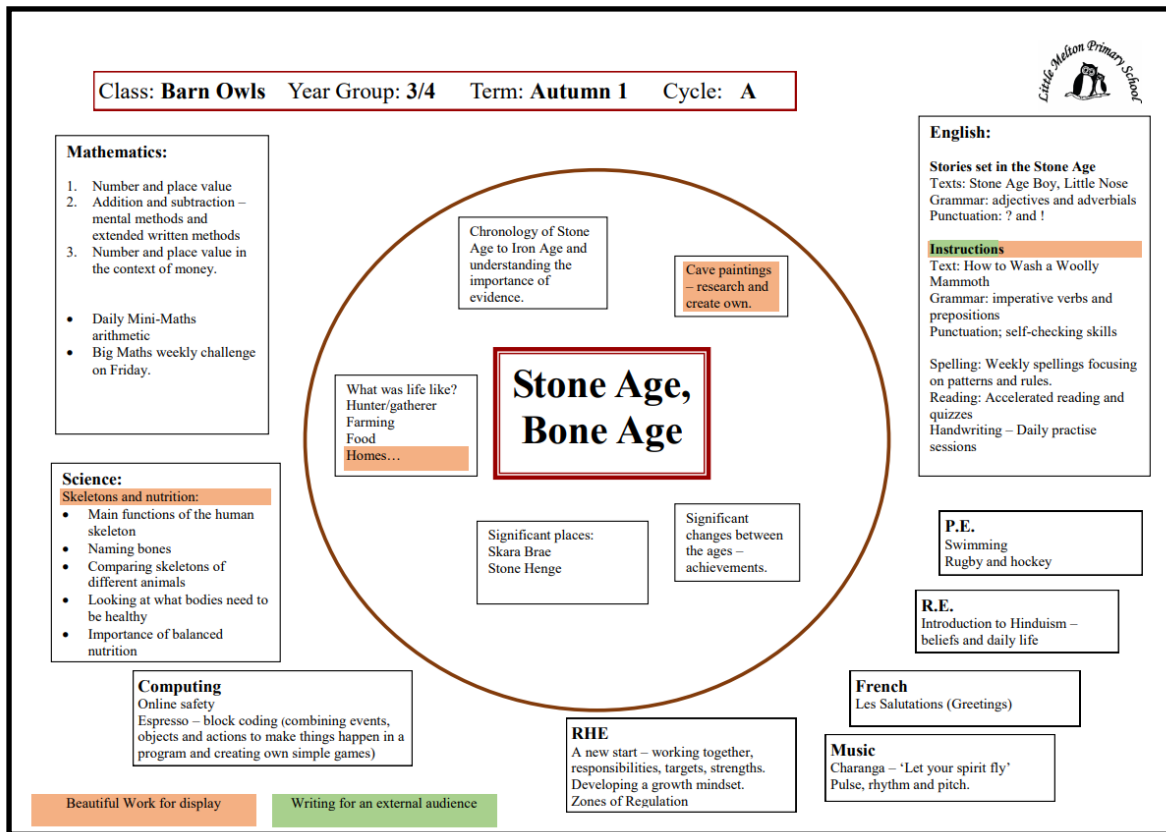 Little Melton Primary School
Class: Barn Owls Year Group: 3/4 Term: Autumn 1 Cycle: A
Mathematics:
1. Number and place value
2. Addition and subtraction –
mental methods and
extended written methods
3. Number and place value in
the context of money.
• Daily Mini-Maths
arithmetic
• Big Maths weekly challenge
on Friday.
Science:
Skeletons and nutrition:
• Main functions of the human
skeleton
• Naming bones
• Comparing skeletons of
different animals
• Looking at what bodies need to
be healthy
• Importance of balanced
nutrition
Chronology of Stone
Age to Iron Age and
understanding the
importance of
evidence.
Cave paintings
– research and
create own.
Stone Age,
Bone Age
What was life like?
Hunter/gatherer
Farming
Food
Homes…
Significant places:
Skara Brae
Stone Henge
Significant
changes between
the ages –
achievements.
English:
Stories set in the Stone Age
Texts: Stone Age Boy, Little Nose
Grammar: adjectives and adverbials
Punctuation: ? and !
Instructions
Text: How to Wash a Woolly
Mammoth
Grammar: imperative verbs and
prepositions
Punctuation; self-checking skills
Spelling: Weekly spellings focusing
on patterns and rules.
Reading: Accelerated reading and
quizzes
Handwriting – Daily practise
sessions
P.E.
Swimming
Rugby and hockey
R.E.
Introduction to Hinduism –
beliefs and daily life
French
Les Salutations (Greetings)
Music
Charanga – ‘Let your spirit fly’
Pulse, rhythm and pitch.
RHE
A new start – working together,
responsibilities, targets, strengths.
Developing a growth mindset.
Zones of Regulation
Computing
Online safety
Espresso – block coding (combining events,
objects and actions to make things happen in a
program and creating own simple games)
Beautiful Work for display
Writing for an external audience